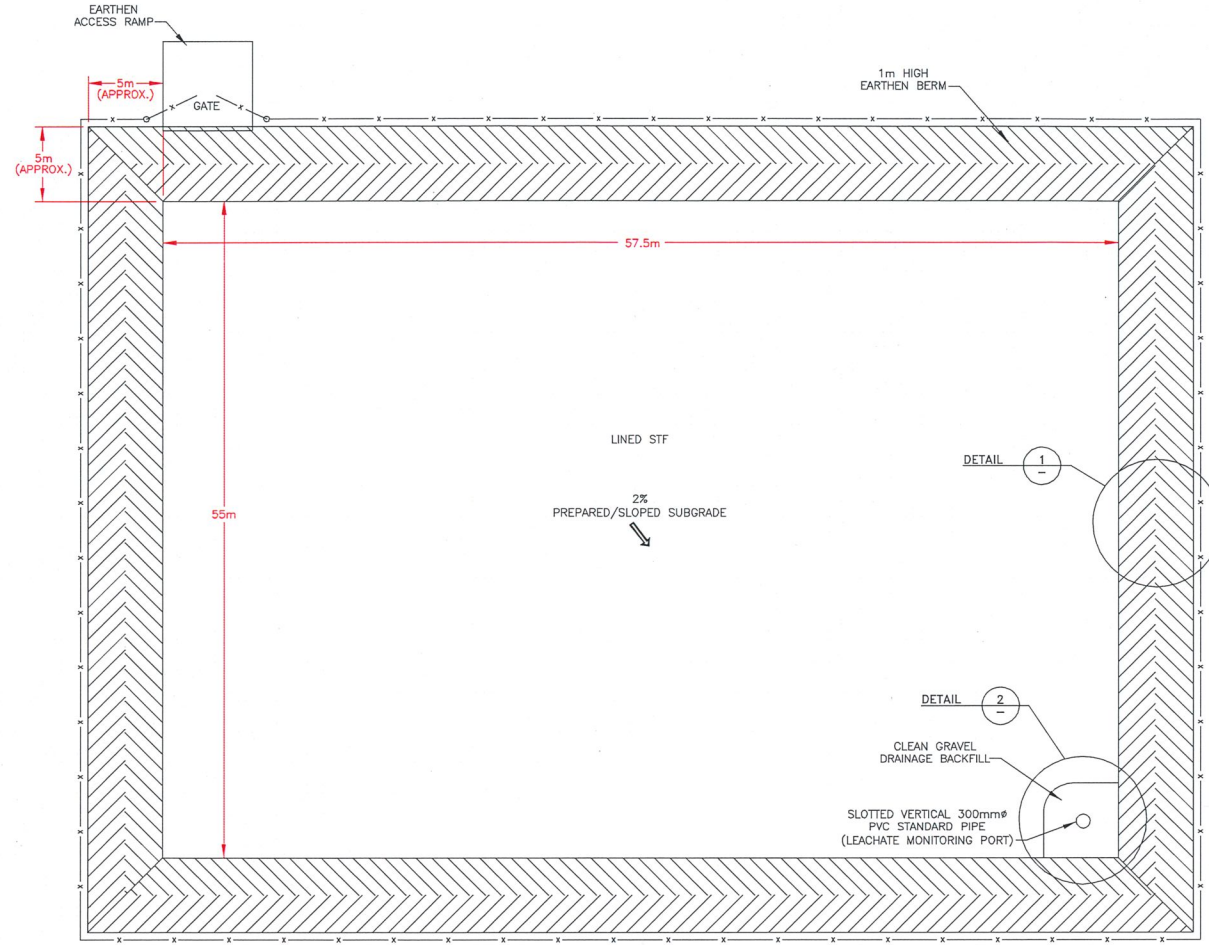 EARTHEN
ACCESS RAMP
5m
(APPROX.)
GATE
1m HIGH
EARTHEN BERM
5m
(APPROX.)
57.5m
LINED STF
2%
PREPARED/SLOPED SUBGRADE
55m
DETAIL 1
–
DETAIL 2
–
CLEAN GRAVEL
DRAINAGE BACKFILL
SLOTTED VERTICAL 300mmø
PVC STANDARD PIPE
(LEACHATE MONITORING PORT)